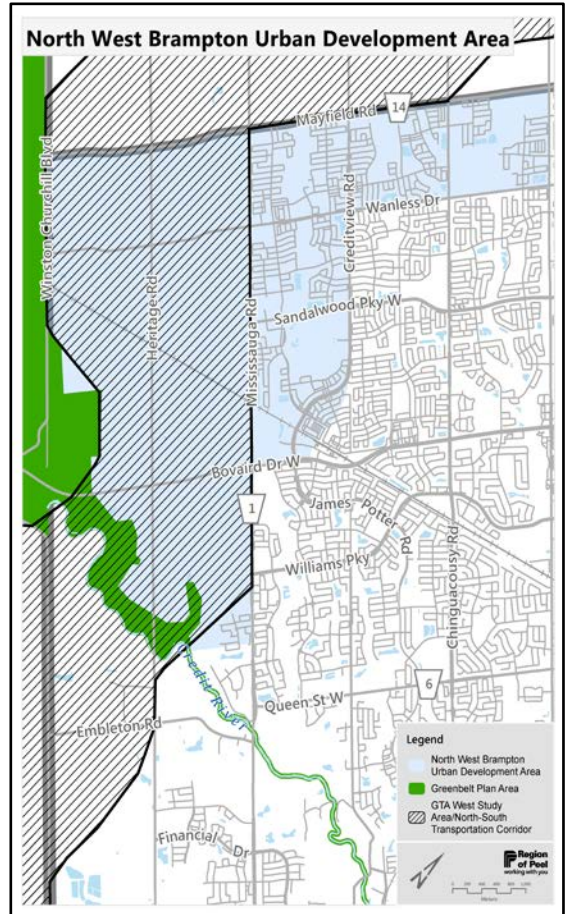 North West Brampton Urban Development Area
14
Mayfield Rd
Winston Churchill Blvd
Creditview Rd
Wanless Dr
Heritage Rd
Mississauga Rd
Sandalwood Pky W
Bovaird Dr W
1
James Potter Rd
Chinguacousy Rd
Williams Pky
Credit River
Queen St W
6
Embleton Rd
Financial Dr
Legend
North West Brampton
Urban Development Area
Greenbelt Plan Area
GTA West Study
Area/North-South
Transportation Corridor
Region
of Peel
working with you